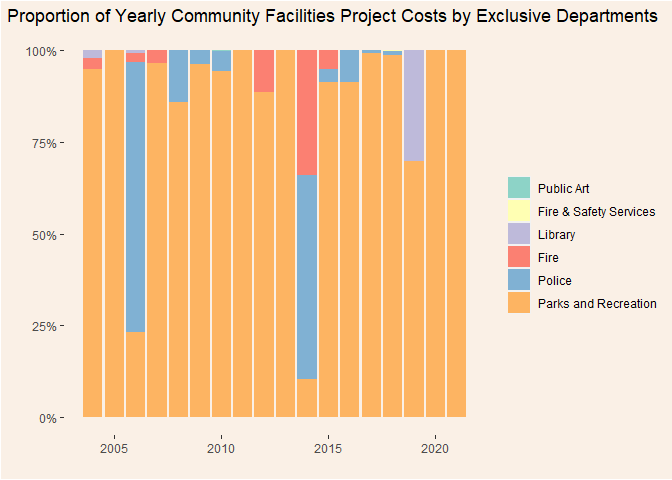 Proportion of Yearly Community Facilities Project Costs by Exclusive Departments
100%
75%
50%
25%
0%
2005
2010
2015
2020
Public Art
Fire & Safety Services
Library
Fire
Police
Parks and Recreation